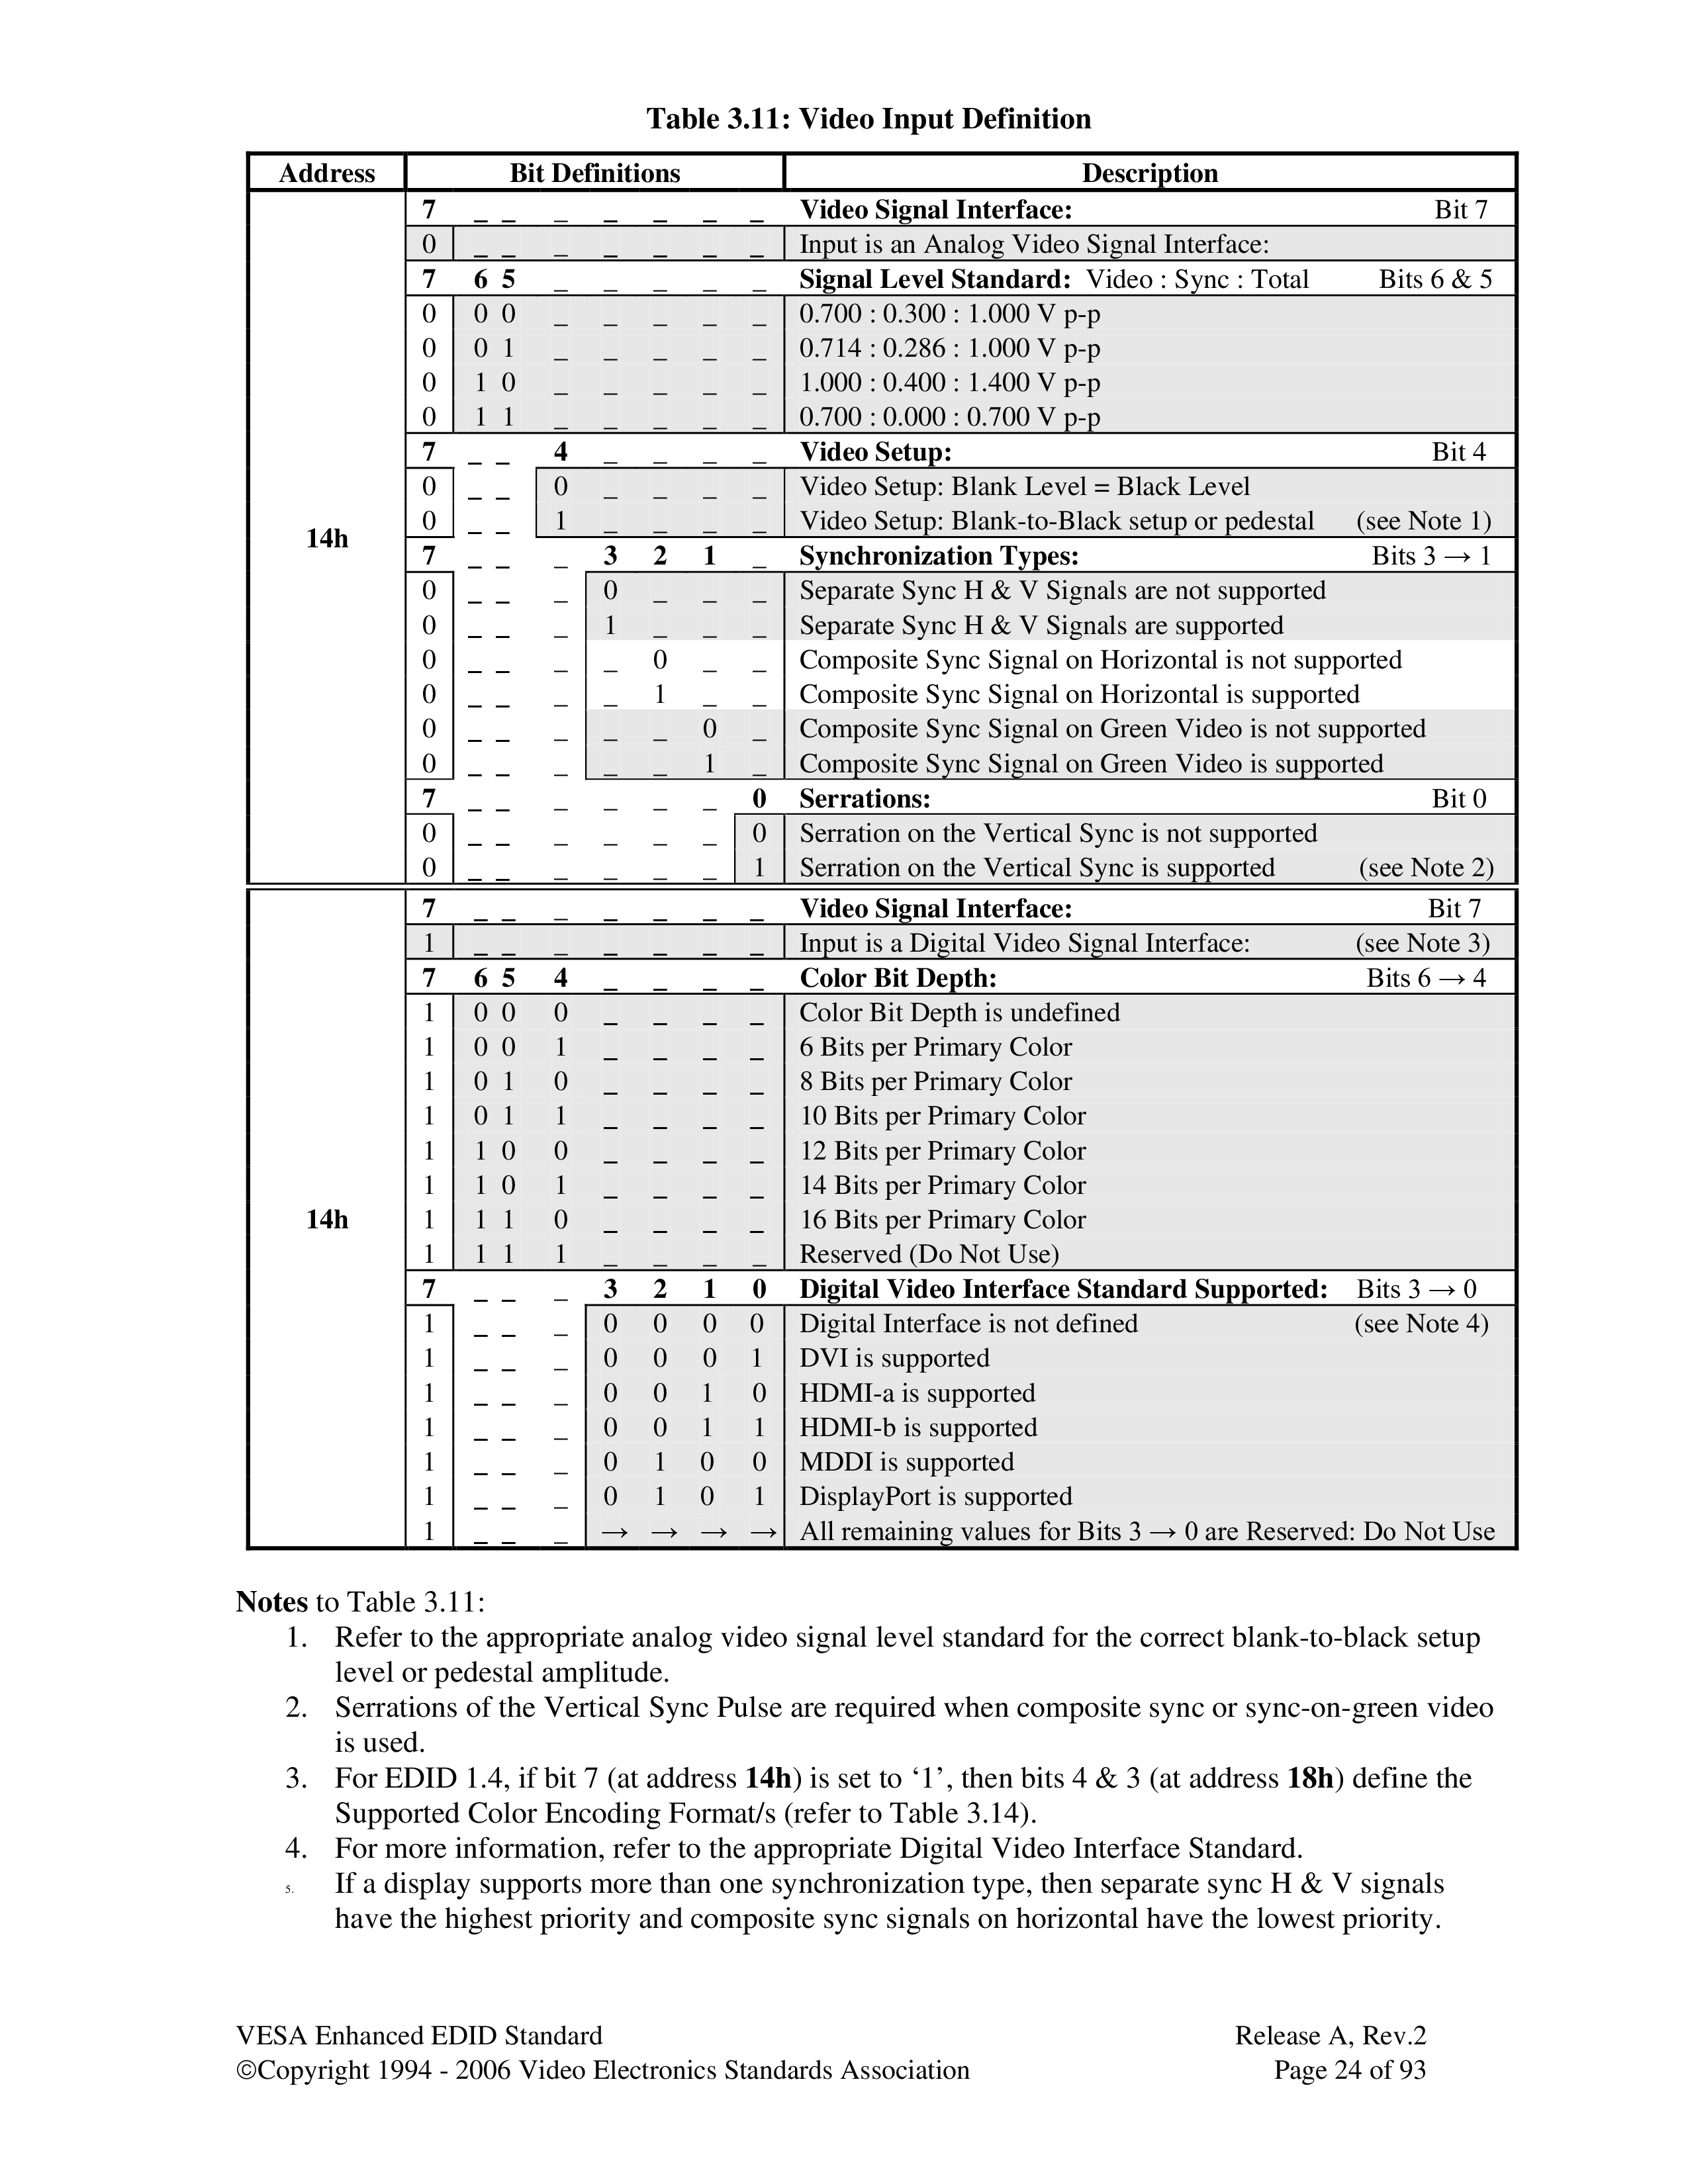 Table 3.11: Video Input Definition
Address Bit Definitions Description
7 _ _ _ _ _ _ _ Video Signal Interface: Bit 7
0 _ _ _ _ _ _ _ Input is an Analog Video Signal Interface:
7 6 5 _ _ _ _ _ Signal Level Standard: Video : Sync : Total Bits 6 & 5
0 0 0 _ _ _ _ _ 0.700 : 0.300 : 1.000 V p-p
0 0 1 _ _ _ _ _ 0.714 : 0.286 : 1.000 V p-p
0 1 0 _ _ _ _ _ 1.000 : 0.400 : 1.400 V p-p
0 1 1 _ _ _ _ _ 0.700 : 0.000 : 0.700 V p-p
7 _ _ 4 _ _ _ _ Video Setup: Bit 4
0 _ _ 0 _ _ _ _ Video Setup: Blank Level = Black Level
0 _ _ 1 _ _ _ _ Video Setup: Blank-to-Black setup or pedestal (see Note 1)
14h
7 _ _ _ 3 2 1 _ Synchronization Types: Bits 3 → 1
0 _ _ _ 0 _ _ _ Separate Sync H & V Signals are not supported
0 _ _ _ 1 _ _ _ Separate Sync H & V Signals are supported
0 _ _ _ _ 0 _ _ Composite Sync Signal on Horizontal is not supported
0 _ _ _ _ 1 _ _ Composite Sync Signal on Horizontal is supported
0 _ _ _ _ _ 0 _ Composite Sync Signal on Green Video is not supported
0 _ _ _ _ _ 1 _ Composite Sync Signal on Green Video is supported
7 _ _ _ _ _ _ 0 Serrations: Bit 0
0 _ _ _ _ _ _ 0 Serration on the Vertical Sync is not supported
0 _ _ _ _ _ _ 1 Serration on the Vertical Sync is supported (see Note 2)
7 _ _ _ _ _ _ _ Video Signal Interface: Bit 7
1 _ _ _ _ _ _ _ Input is a Digital Video Signal Interface: (see Note 3)
7 6 5 4 _ _ _ _ Color Bit Depth: Bits 6 → 4
1 0 0 0 _ _ _ _ Color Bit Depth is undefined
1 0 0 1 _ _ _ _ 6 Bits per Primary Color
1 0 1 0 _ _ _ _ 8 Bits per Primary Color
1 0 1 1 _ _ _ _ 10 Bits per Primary Color
1 1 0 0 _ _ _ _ 12 Bits per Primary Color
1 1 0 1 _ _ _ _ 14 Bits per Primary Color
14h 1 1 1 0 _ _ _ _ 16 Bits per Primary Color
1 1 1 1 _ _ _ _ Reserved (Do Not Use)
7 _ _ _ 3 2 1 0 Digital Video Interface Standard Supported: Bits 3 → 0
1 _ _ _ 0 0 0 0 Digital Interface is not defined (see Note 4)
1 _ _ _ 0 0 0 1 DVI is supported
1 _ _ _ 0 0 1 0 HDMI-a is supported
1 _ _ _ 0 0 1 1 HDMI-b is supported
1 _ _ _ 0 1 0 0 MDDI is supported
1 _ _ _ 0 1 0 1 DisplayPort is supported
1 _ _ _ → → → → All remaining values for Bits 3 → 0 are Reserved: Do Not Use
Notes to Table 3.11:
1. Refer to the appropriate analog video signal level standard for the correct blank-to-black setup
level or pedestal amplitude.
2. Serrations of the Vertical Sync Pulse are required when composite sync or sync-on-green video
is used.
3. For EDID 1.4, if bit 7 (at address 14h) is set to ‘1’, then bits 4 & 3 (at address 18h) define the
Supported Color Encoding Format/s (refer to Table 3.14).
4. For more information, refer to the appropriate Digital Video Interface Standard.
5. If a display supports more than one synchronization type, then separate sync H & V signals
have the highest priority and composite sync signals on horizontal have the lowest priority.
VESA Enhanced EDID Standard Release A, Rev.2
©Copyright 1994 - 2006 Video Electronics Standards Association Page 24 of 93